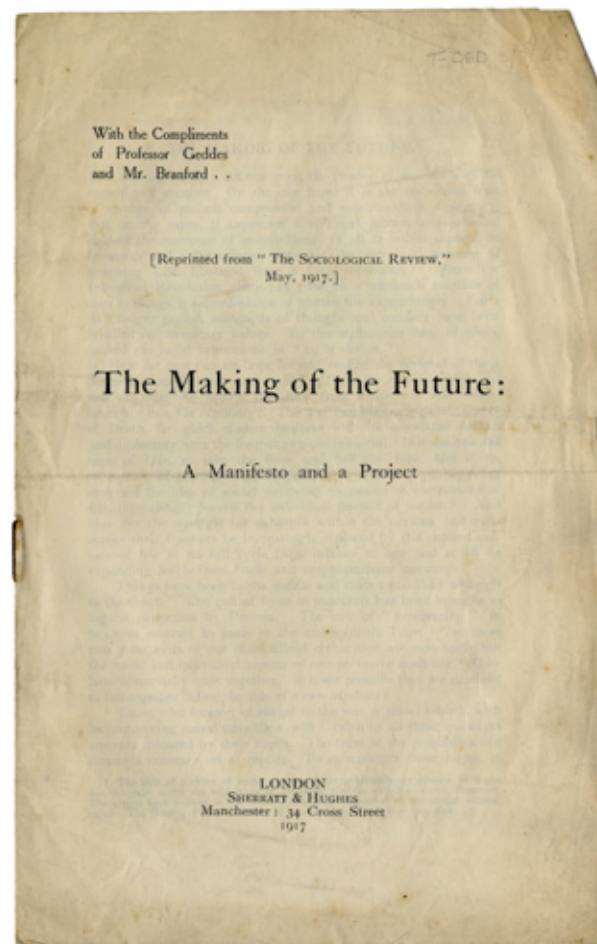 With the Compliments
of Professor Geddes
and Mr. Branford . .
[Reprinted from " The Sociological Review,"
May, 1917.]
The Making of the Future:
A Manifesto and a Project
LONDON
Sherratt & Hughes
Manchester: 34 Cross Street
1917